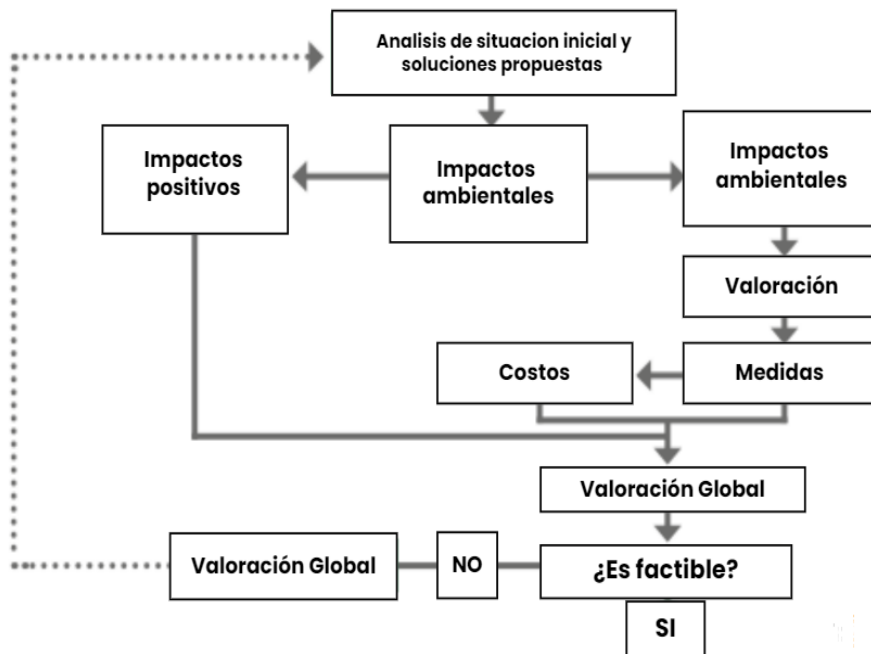 Analisis de situacion inicial y
soluciones propuestas
Impactos
positivos
Impactos
ambientales
Impactos
ambientales
Valoración
Costos
Medidas
Valoración Global
Valoración Global
NO
¿Es factible?
SI